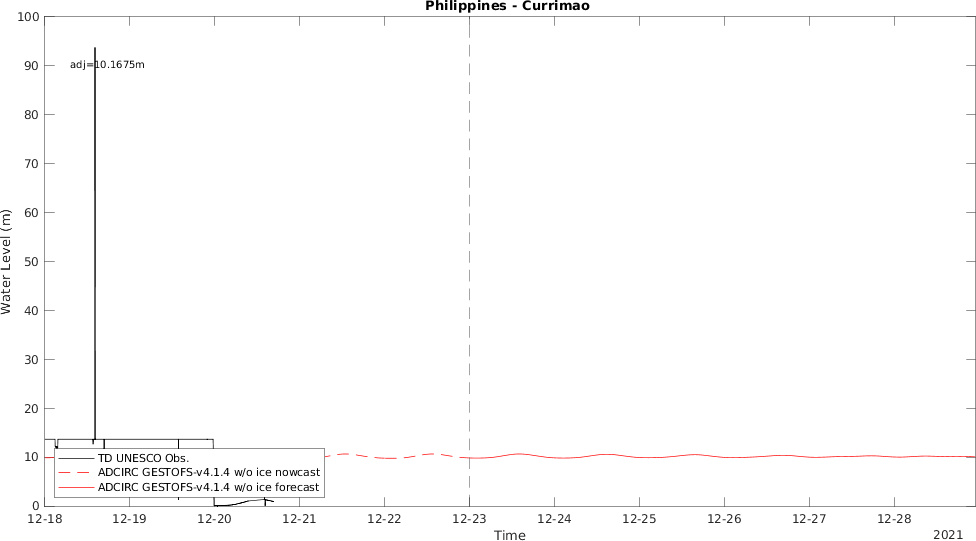 Philippines - Currimao
100
90
80
70
60
50
40
30
20
10
0
Water Level (m)
adj=10.1675m
TD UNESCO Obs.
ADCIRC GESTOFS-v4.1.4 w/o ice nowcast
ADCIRC GESTOFS-v4.1.4 w/o ice forecast
12-18 12-19 12-20 12-21 12-22 12-23 12-24 12-25 12-26 12-27 12-28
Time
2021